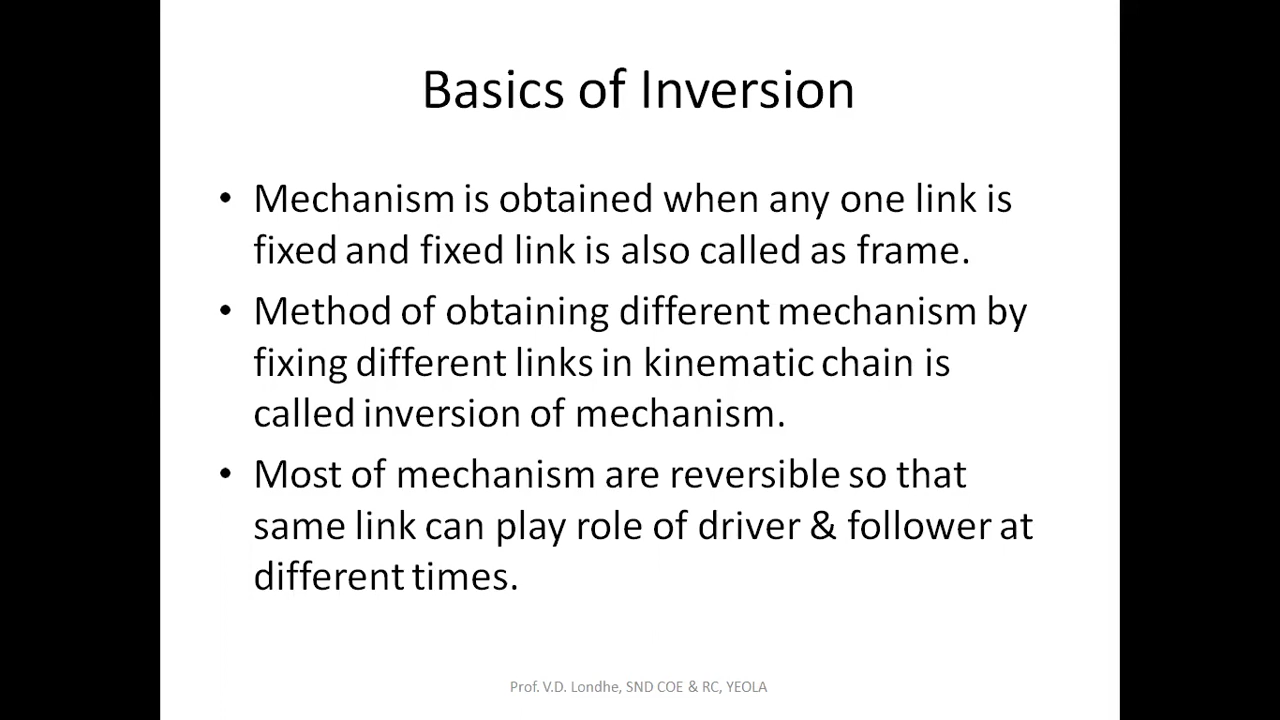 Basics of Inversion
• Mechanism is obtained when any one link is
fixed and fixed link is also called as frame.
• Method of obtaining different mechanism by
fixing different links in kinematic chain is
called inversion of mechanism.
• Most of mechanism are reversible so that
same link can play role of driver & follower at
different times.
Prof. V.D. Londhe, SND COE & RC, YEOLA